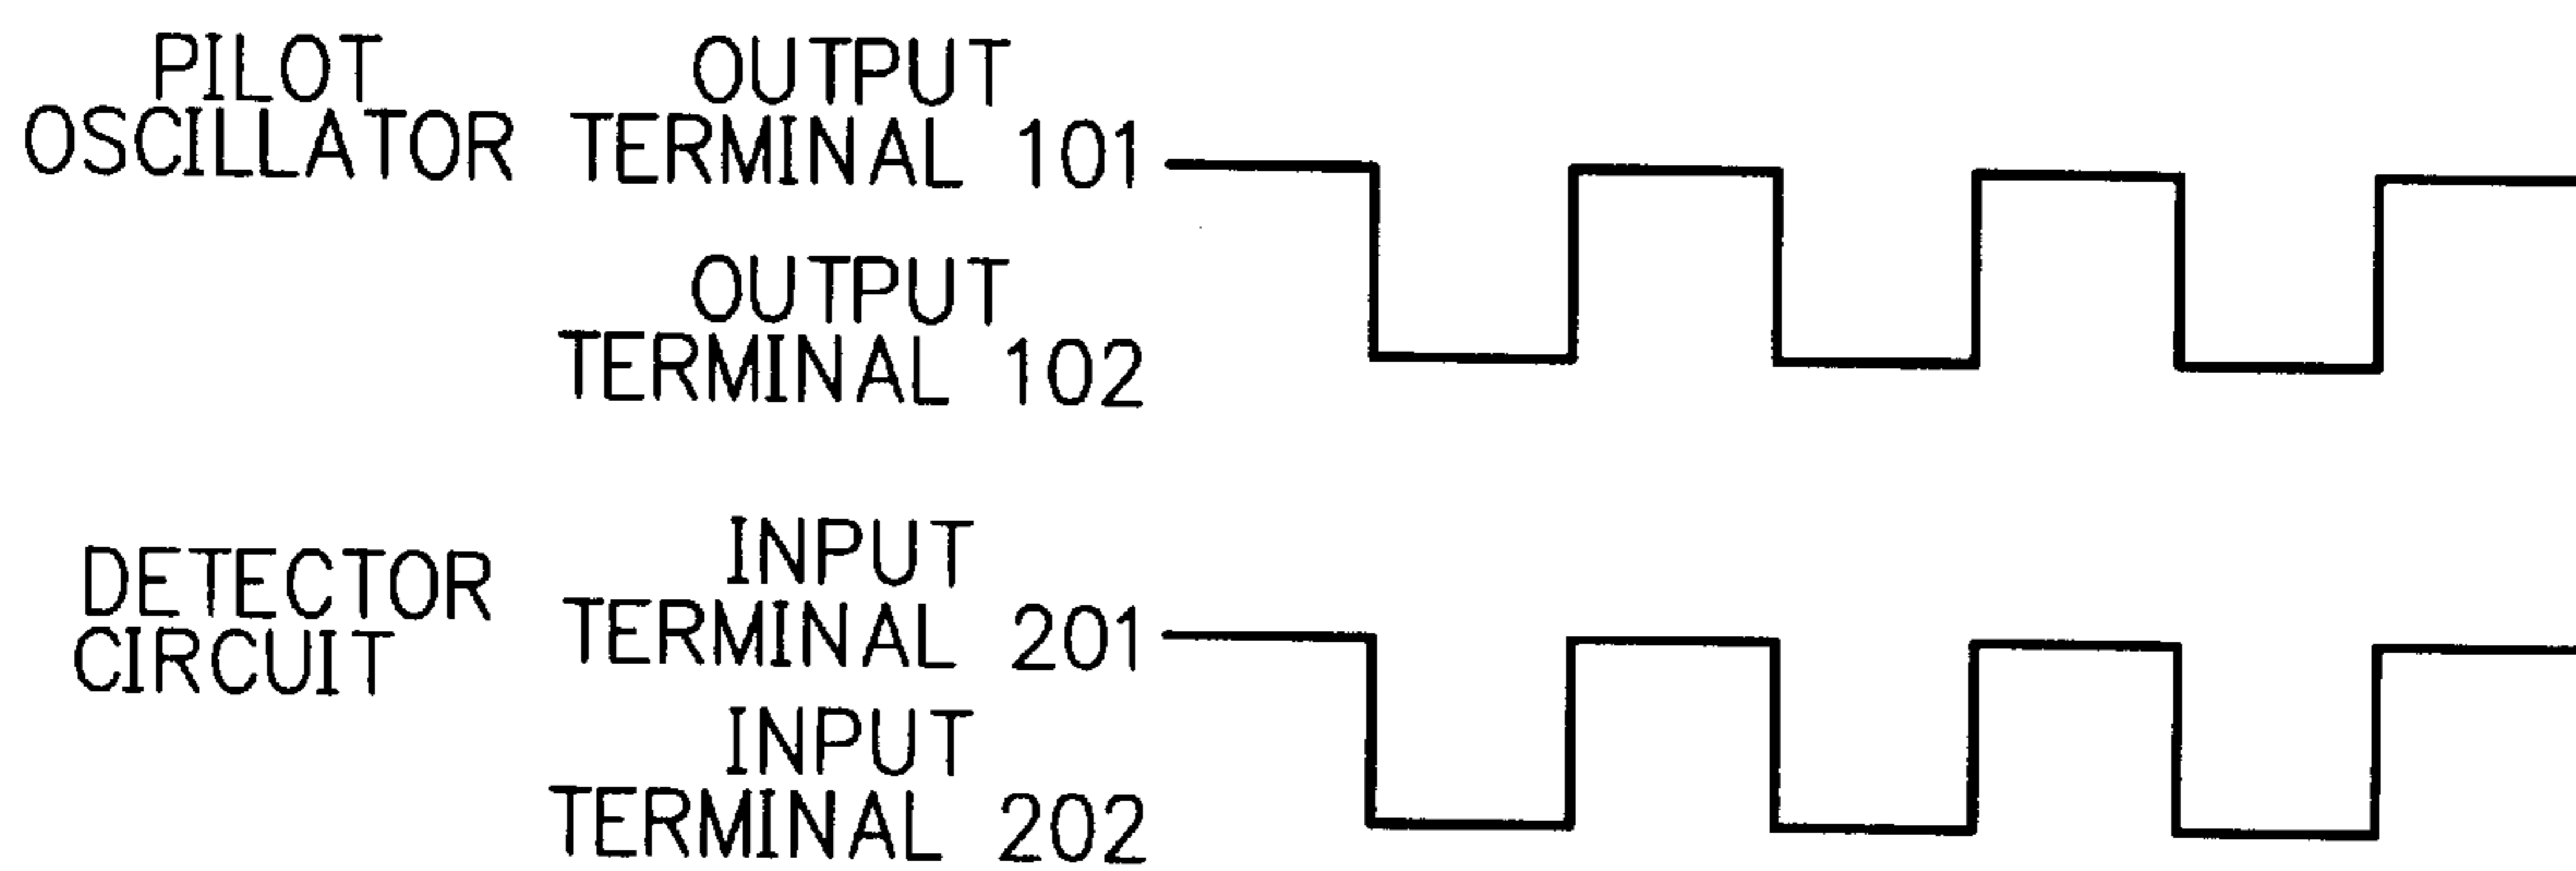 PILOT
OSCILLATOR
OUTPUT
TERMINAL 101
OUTPUT
TERMINAL 102
DETECTOR
CIRCUIT
INPUT
TERMINAL 201
INPUT
TERMINAL 202